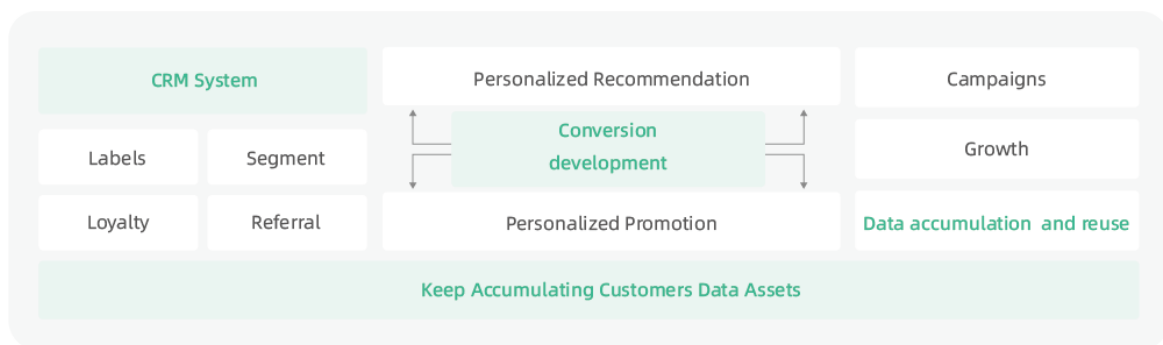 CRM System
Labels
Segment
Loyalty
Referral
Personalized Recommendation
Conversion
development
Personalized Promotion
Campaigns
Growth
Data accumulation and reuse
Keep Accumulating Customers Data Assets